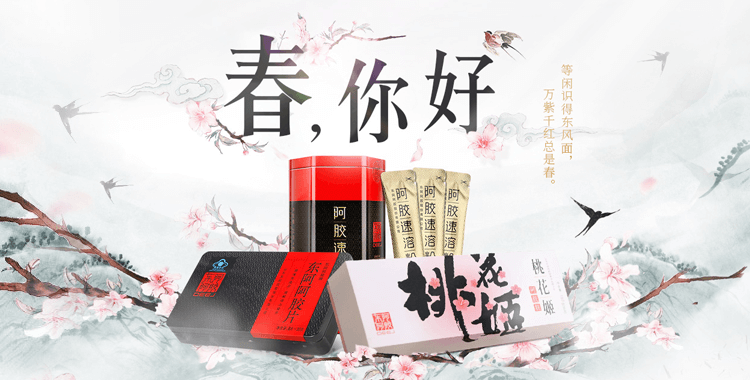 春,你好
等闲识得东风面,
万紫千红总是春。
阿胶速
阿胶速溶粉
阿胶速溶粉
阿胶速溶粉
东阿阿胶片
桃花姬
桃花姬